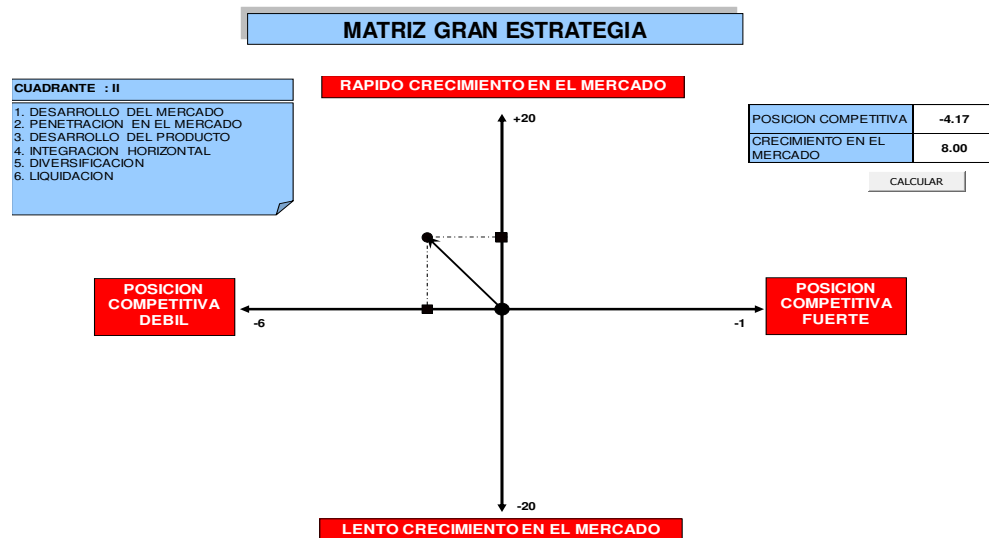 MATRIZ GRAN ESTRATEGIA
CUADRANTE : II
1. DESARROLLO DEL MERCADO
2. PENETRACION EN EL MERCADO
3. DESARROLLO DEL PRODUCTO
4. INTEGRACION HORIZONTAL
5. DIVERSIFICACION
6. LIQUIDACION
RAPIDO CRECIMIENTO EN EL MERCADO
+20
POSICION COMPETITIVA -4.17
CRECIMIENTO EN EL
MERCADO 8.00
CALCULAR
POSICION
COMPETITIVA
DEBIL
-6
-1
POSICION
COMPETITIVA
FUERTE
-20
LENTO CRECIMIENTO EN EL MERCADO